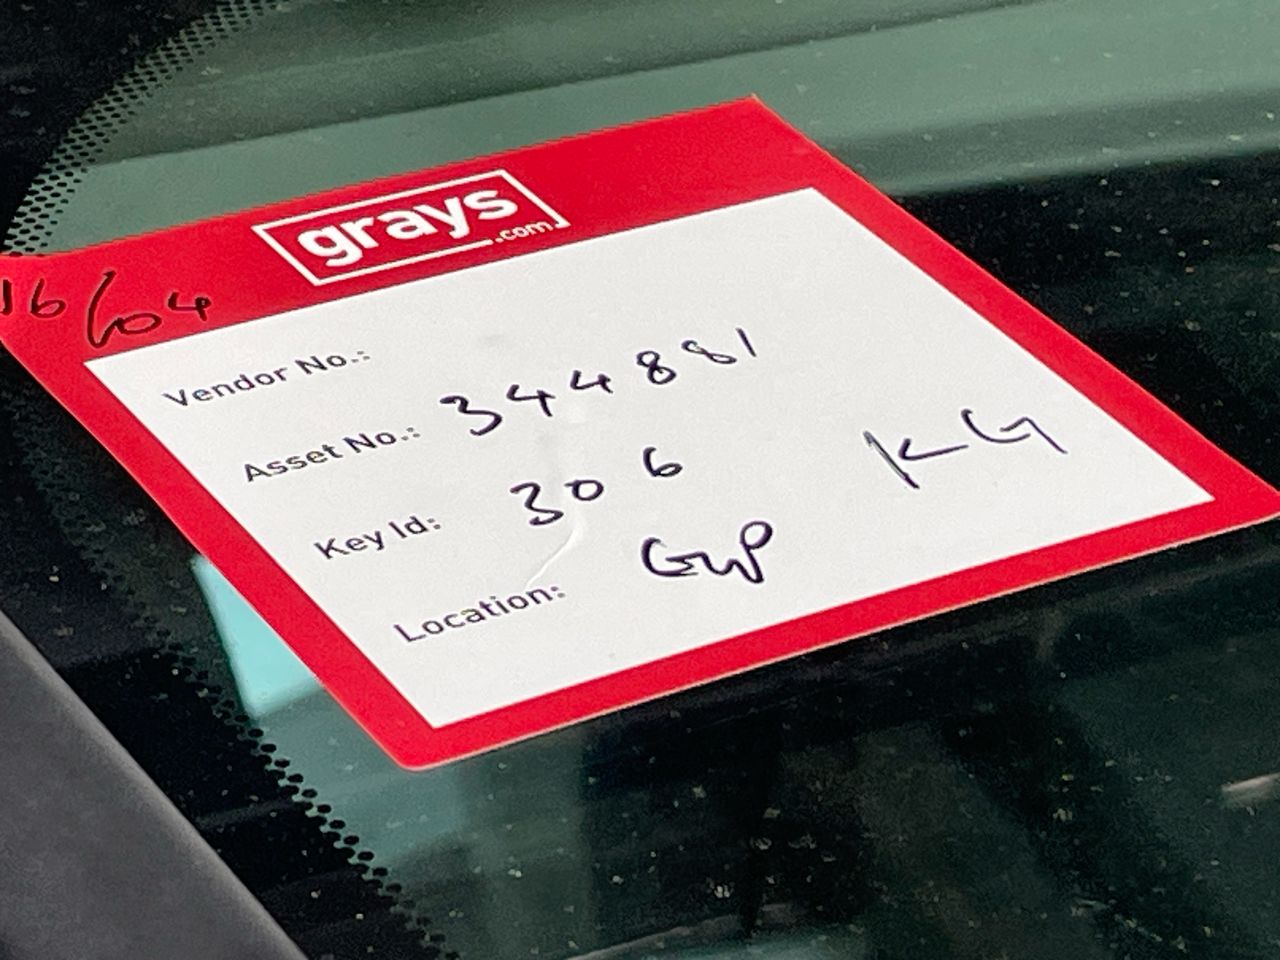 grays
.com
16/04
Vendor No.:
Asset No.: 344881
Key Id: 306 KG
Location: GWP